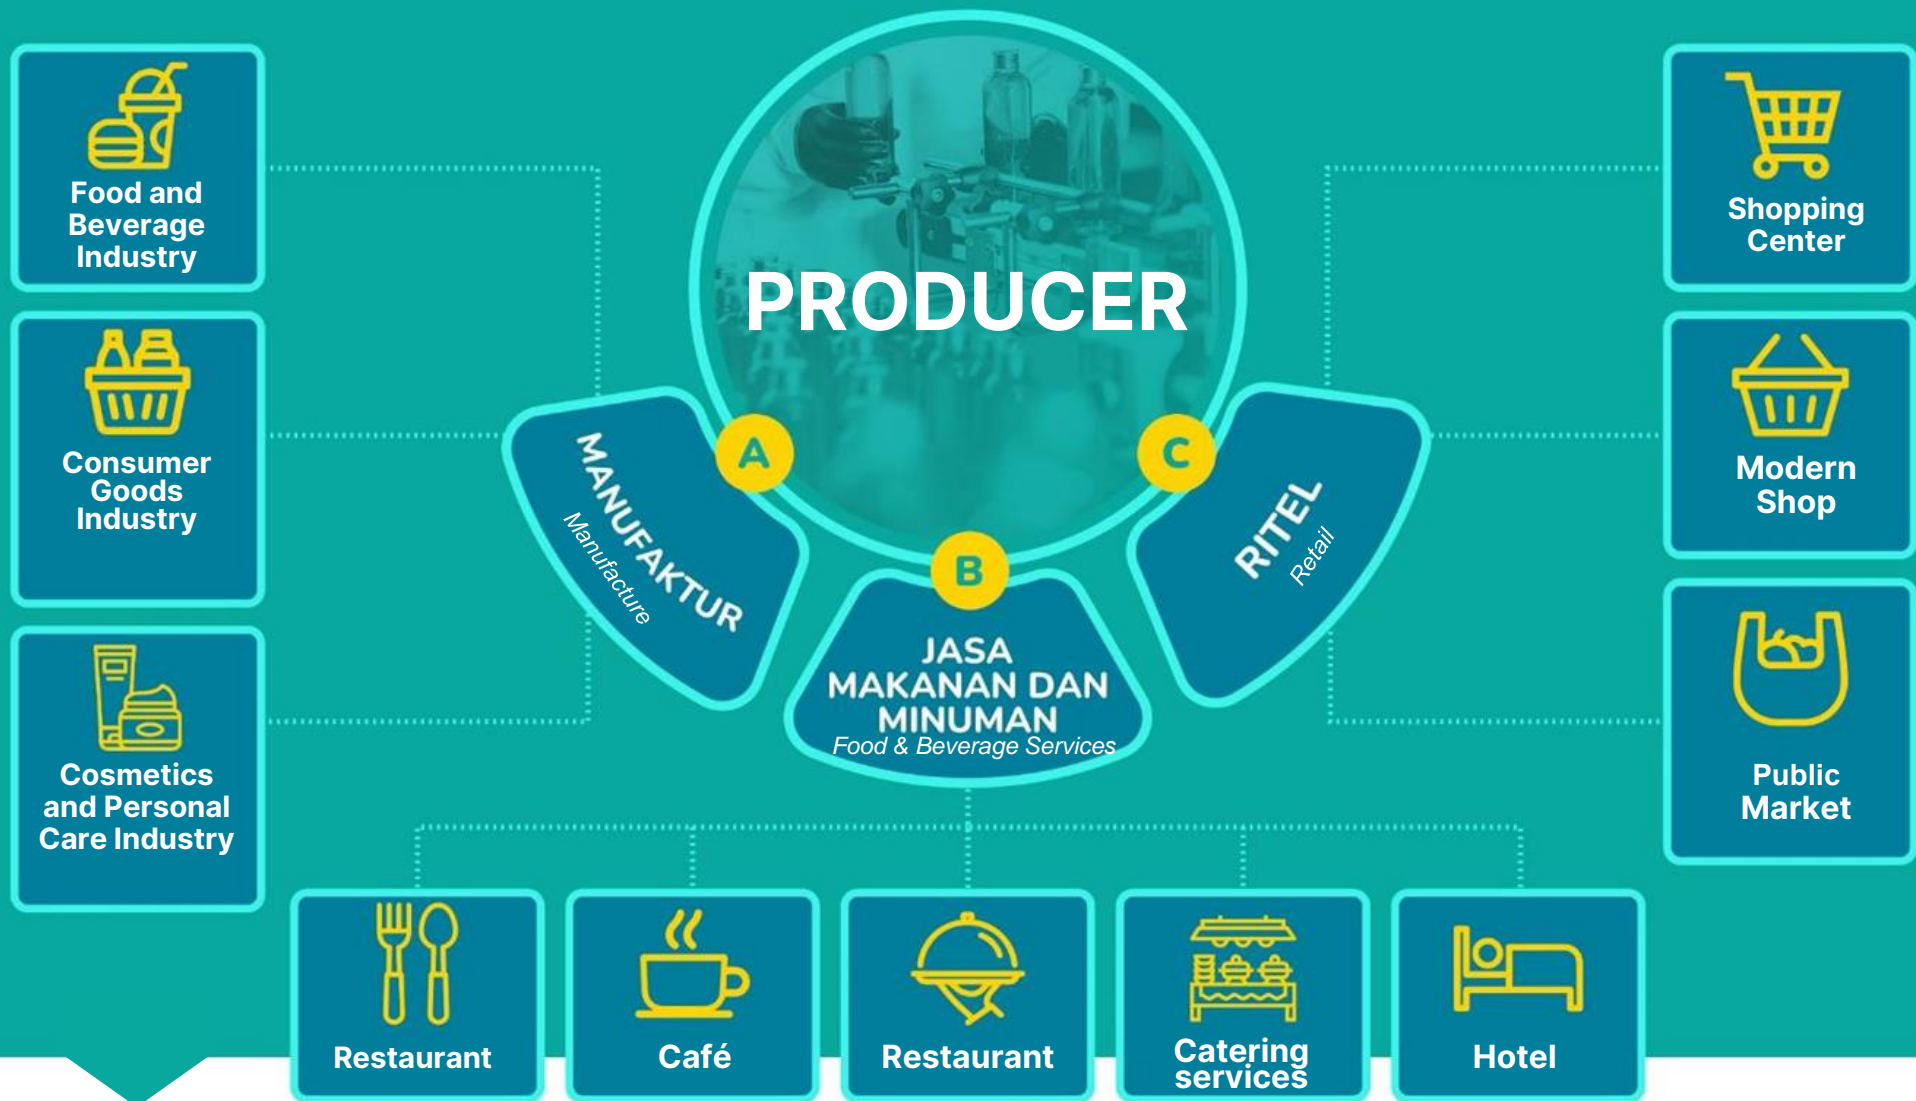 Food and
Beverage
Industry
Consumer
Goods
Industry
Cosmetics
and Personal
Care Industry
PRODUCER
A
MANUFAKTUR
Manufacture
B
JASA
MAKANAN DAN
MINUMAN
Food & Beverage Services
C
RITEL
Retail
Shopping
Center
Modern
Shop
Public
Market
Restaurant
Café
Restaurant
Catering
services
Hotel